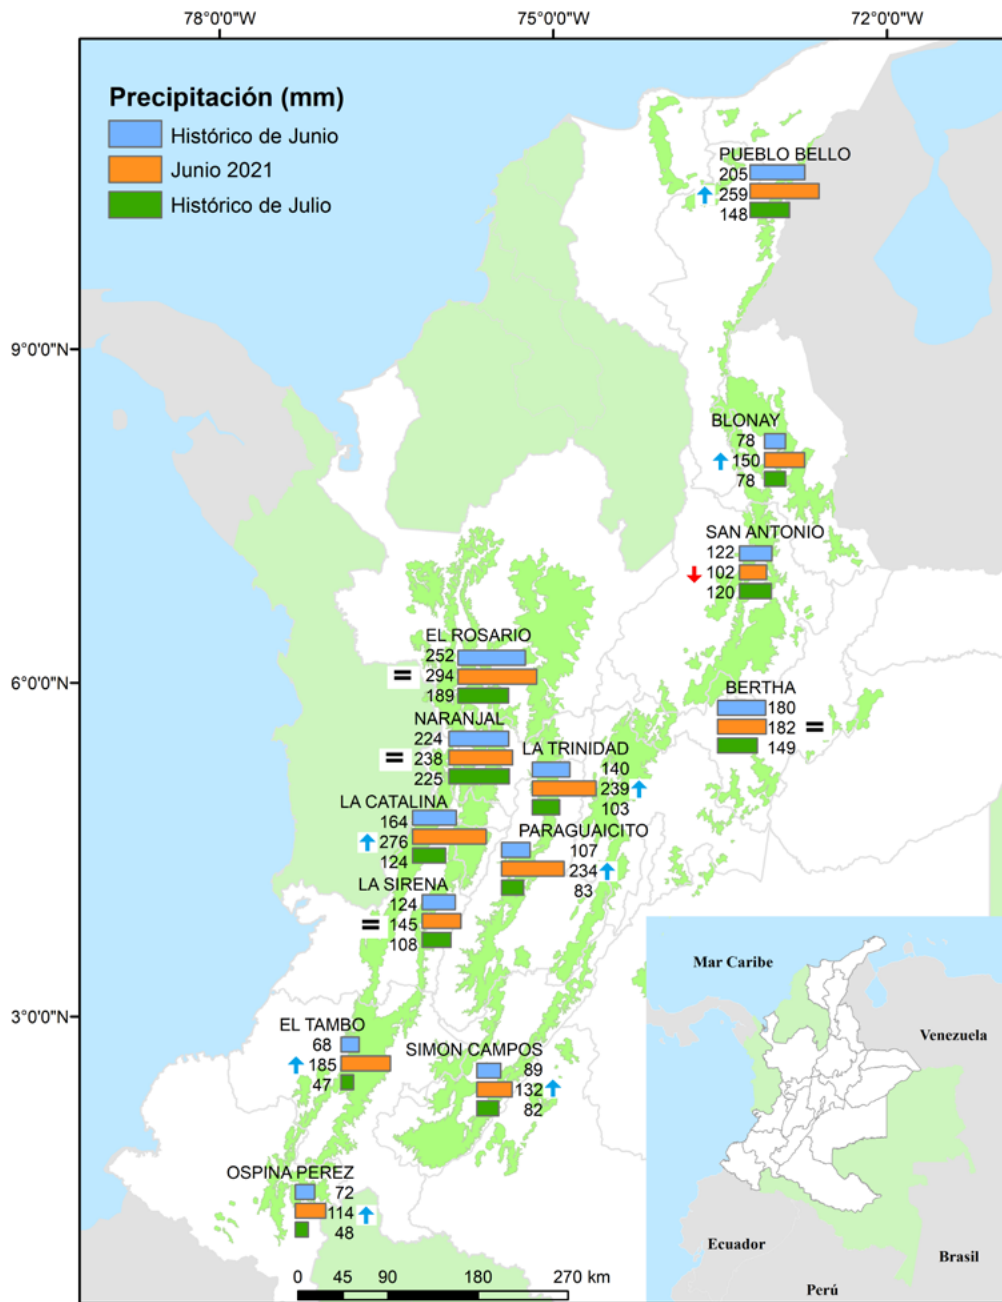 78°0'0"W
75°0'0"W
72°0'0"W
Precipitación (mm)
Histórico de Junio
Junio 2021
Histórico de Julio
PUEBLO BELLO
205
259
148
9°0'0"N
BLONAY
78
150
78
SAN ANTONIO
122
102
120
EL ROSARIO
252
= 294
189
6°0'0"N
BERTHA
180
182 =
149
NARANJAL
224
= 238
225
LA TRINIDAD
140
239
103
LA CATALINA
164
276
124
PARAGUAICITO
107
234
83
LA SIRENA
124
= 145
108
3°0'0"N
EL TAMBO
68
185
47
SIMON CAMPOS
89
132
82
OSPINA PEREZ
72
114
48
0 45 90 180 270 km
Mar Caribe
Venezuela
Ecuador
Brasil
Perú